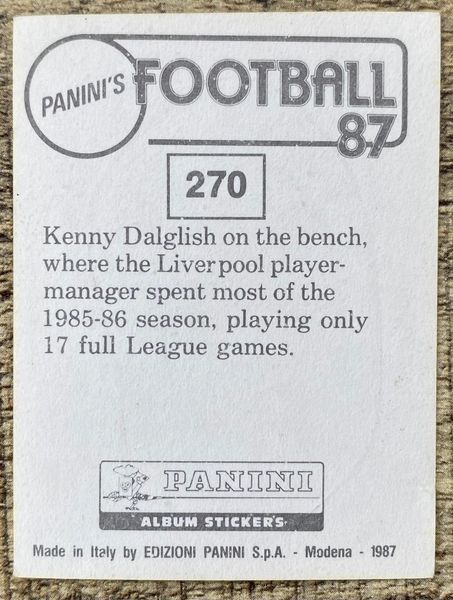 PANINI'S FOOTBALL
87
270
Kenny Dalglish on the bench,
where the Liverpool player-
manager spent most of the
1985-86 season, playing only
17 full League games.
PANINI
ALBUM STICKERS
Made in Italy by EDIZIONI PANINI S.p.A. - Modena - 1987